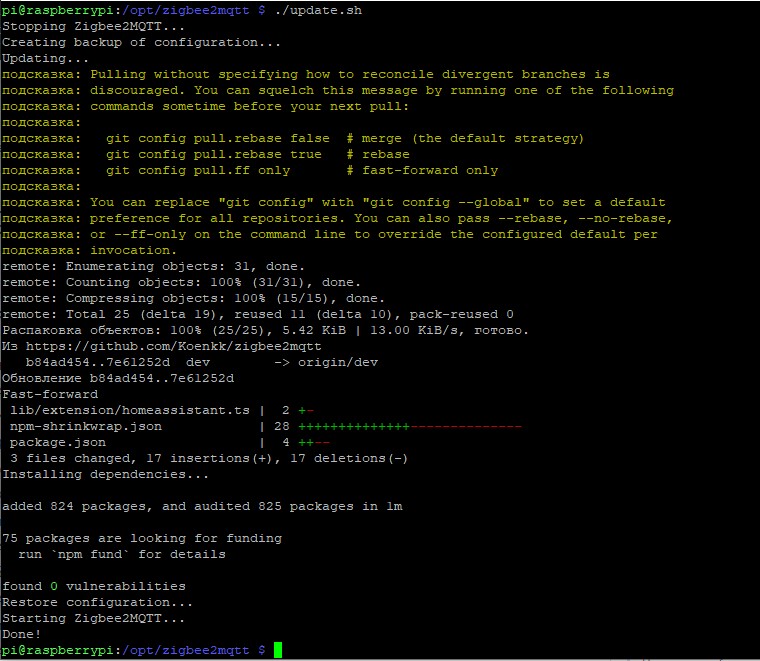 pi@raspberrypi:/opt/zigbee2mqtt $ ./update.sh
Stopping Zigbee2MQTT...
Creating backup of configuration...
Updating...
подсказка: Pulling without specifying how to reconcile divergent branches is
подсказка: discouraged. You can squelch this message by running one of the following
подсказка: commands sometime before your next pull:
подсказка:
подсказка:   git config pull.rebase false  # merge (the default strategy)
подсказка:   git config pull.rebase true   # rebase
подсказка:   git config pull.ff only       # fast-forward only
подсказка:
подсказка: You can replace "git config" with "git config --global" to set a default
подсказка: preference for all repositories. You can also pass --rebase, --no-rebase,
подсказка: or --ff-only on the command line to override the configured default per
подсказка: invocation.
remote: Enumerating objects: 31, done.
remote: Counting objects: 100% (31/31), done.
remote: Compressing objects: 100% (15/15), done.
remote: Total 25 (delta 19), reused 11 (delta 10), pack-reused 0
Распаковка объектов: 100% (25/25), 5.42 KiB | 13.00 KiB/s, готово.
Из https://github.com/Koenkk/zigbee2mqtt
   b84ad454..7e61252d  dev        -> origin/dev
Обновление b84ad454..7e61252d
Fast-forward
 lib/extension/homeassistant.ts |  2 +-
 npm-shrinkwrap.json            | 28 ++++++++++++++--------------
 package.json                   |  4 ++--
 3 files changed, 17 insertions(+), 17 deletions(-)
Installing dependencies...
added 824 packages, and audited 825 packages in 1m
75 packages are looking for funding
  run `npm fund` for details
found 0 vulnerabilities
Restore configuration...
Starting Zigbee2MQTT...
Done!
pi@raspberrypi:/opt/zigbee2mqtt $